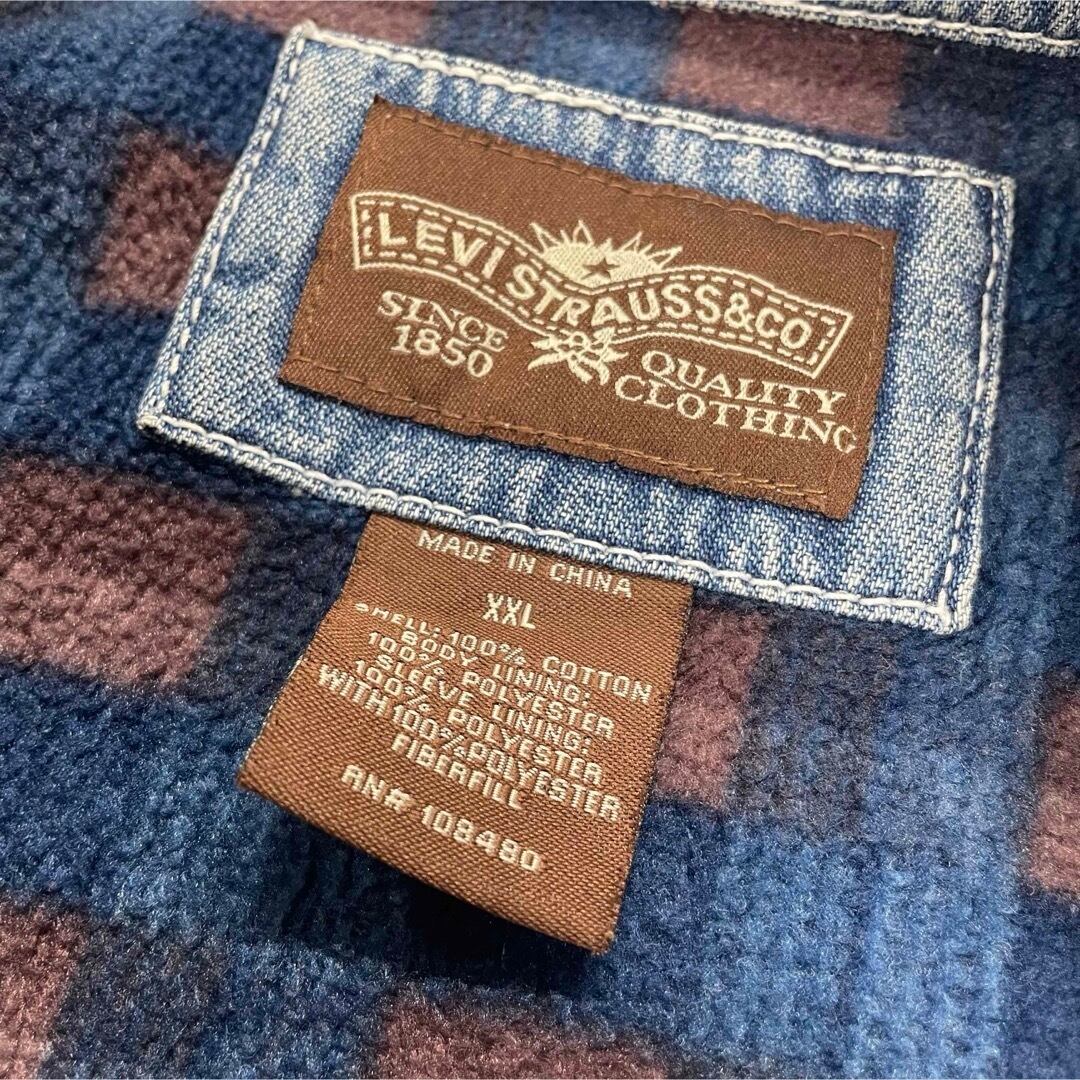 LEVI STRAUSS & CO
SINCE
1850
QUALITY
CLOTHING
MADE IN CHINA
XXL
SHELL: 100% COTTON
BODY LINING:
100% POLYESTER
SLEEVE LINING:
100% POLYESTER
WITH 100% POLYESTER
FIBERFILL
RN# 108480